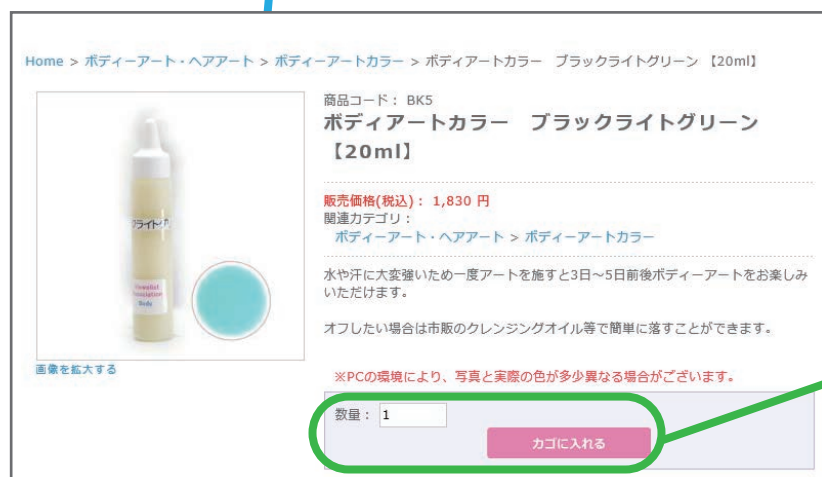 Home > ボディーアート・ヘアアート > ボディーアートカラー > ボディアートカラー　ブラックライトグリーン 【20ml】
商品コード： BK5
ボディアートカラー　ブラックライトグリーン
【20ml】
販売価格(税込)： 1,830 円
関連カテゴリ：
ボディーアート・ヘアアート > ボディーアートカラー
水や汗に大変強いため一度アートを施すと3日～5日前後ボディーアートをお楽しみ
いただけます。
オフしたい場合は市販のクレンジングオイル等で簡単に落すことができます。
画像を拡大する
※PCの環境により、写真と実際の色が多少異なる場合がございます。
数量： 1
カゴに入れる